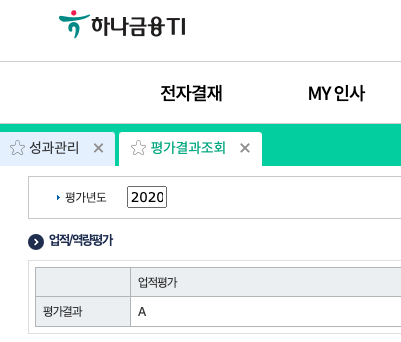 하나금융TI
전자결재 MY 인사
성과관리 × 평가결과조회 ×
평가년도 2020
업적/역량평가
업적평가
평가결과 A